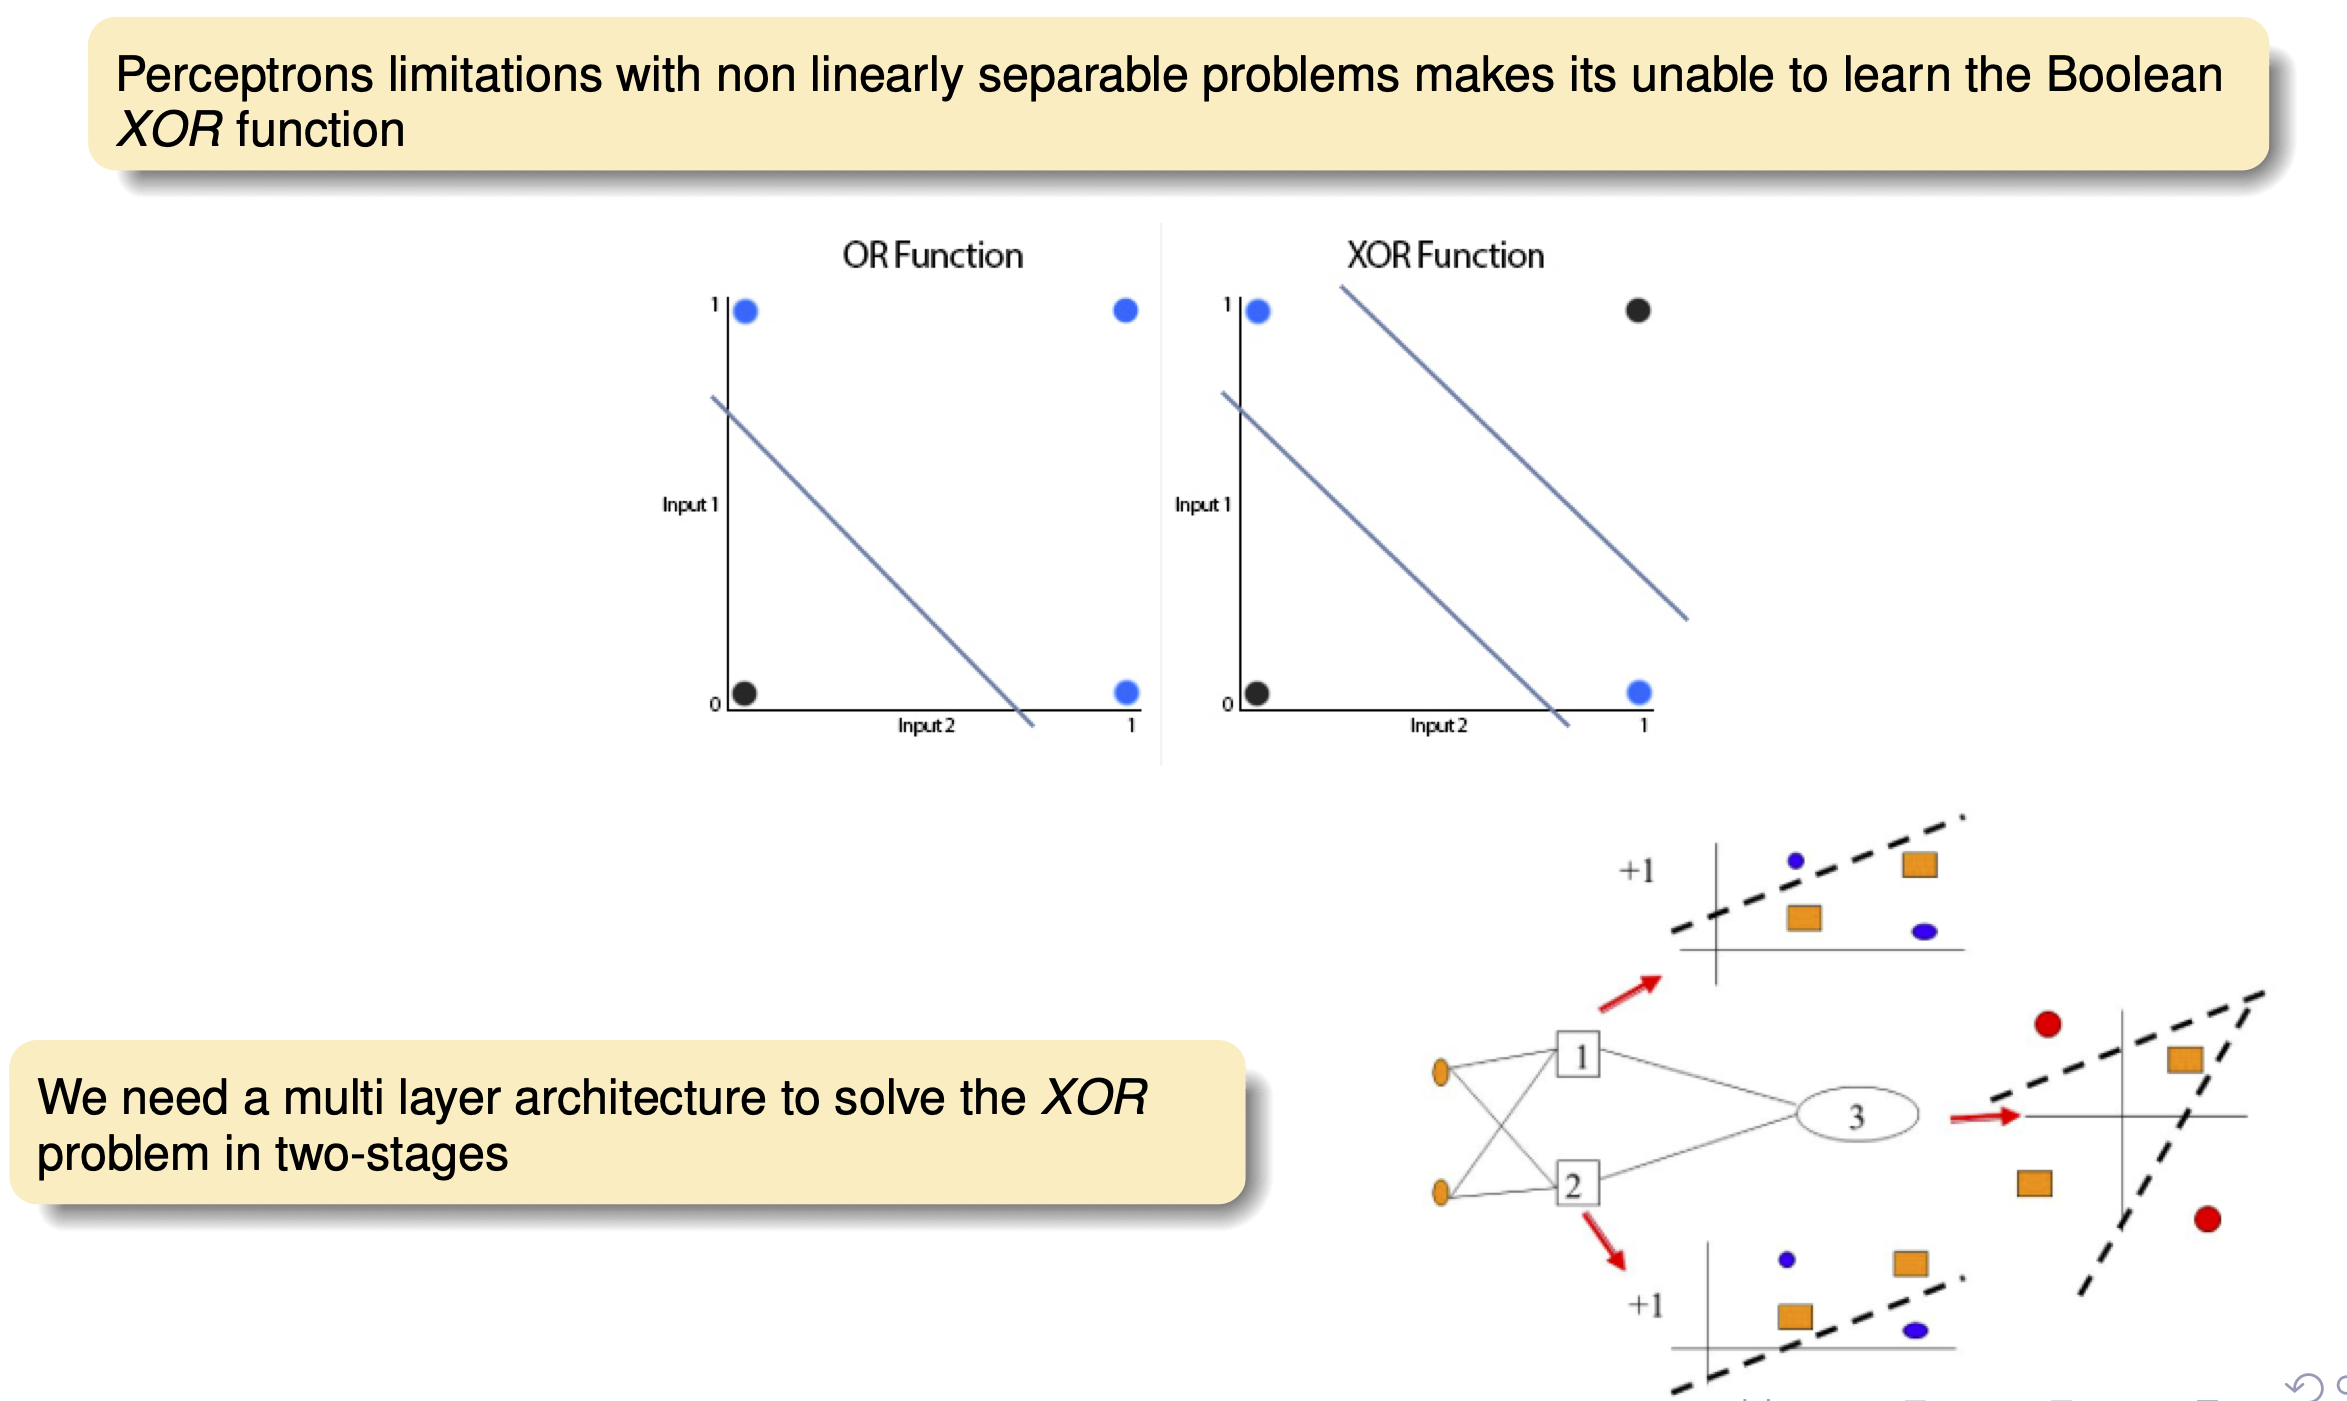 Perceptrons limitations with non linearly separable problems makes its unable to learn the Boolean
XOR function
OR Function
1
Input 1
0
Input 2
1
XOR Function
1
Input 1
0
Input 2
1
+1
1
3
2
+1
We need a multi layer architecture to solve the XOR
problem in two-stages